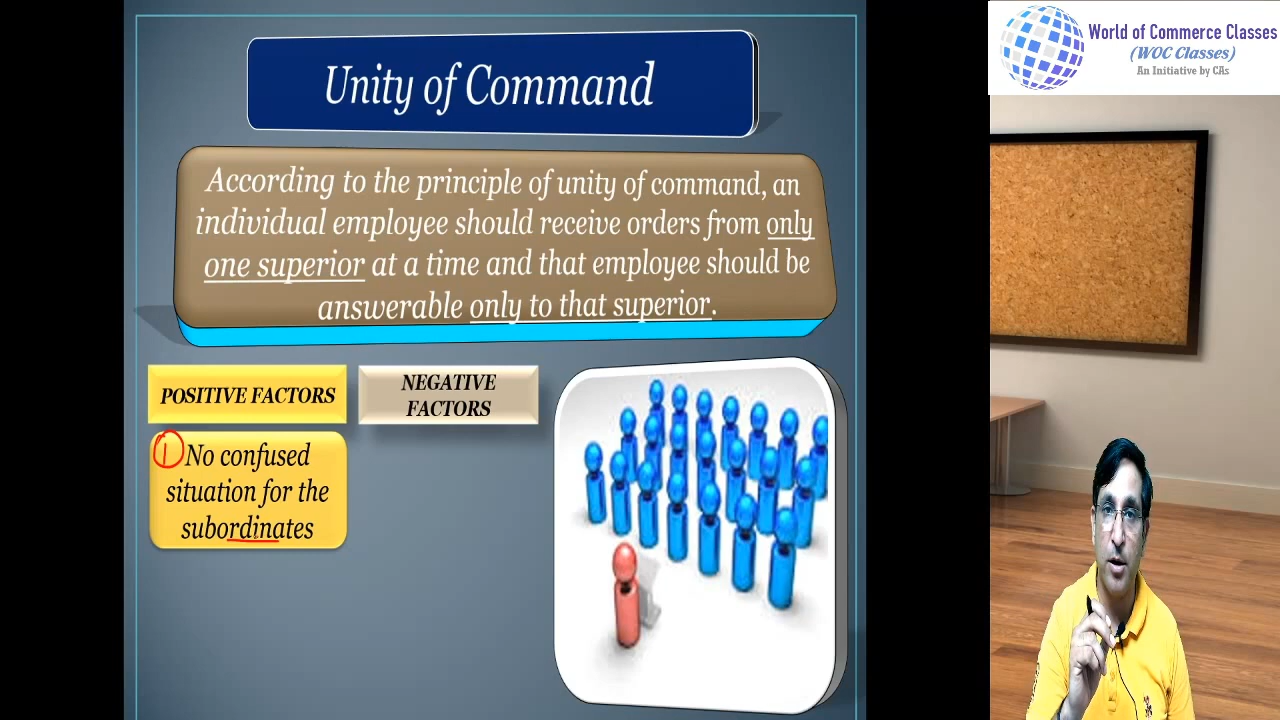 Unity of Command
According to the principle of unity of command, an
individual employee should receive orders from only
one superior at a time and that employee should be
answerable only to that superior.
POSITIVE FACTORS
NEGATIVE
FACTORS
1
No confused
situation for the
subordinates
World of Commerce Classes
(WOC Classes)
An Initiative by CAs